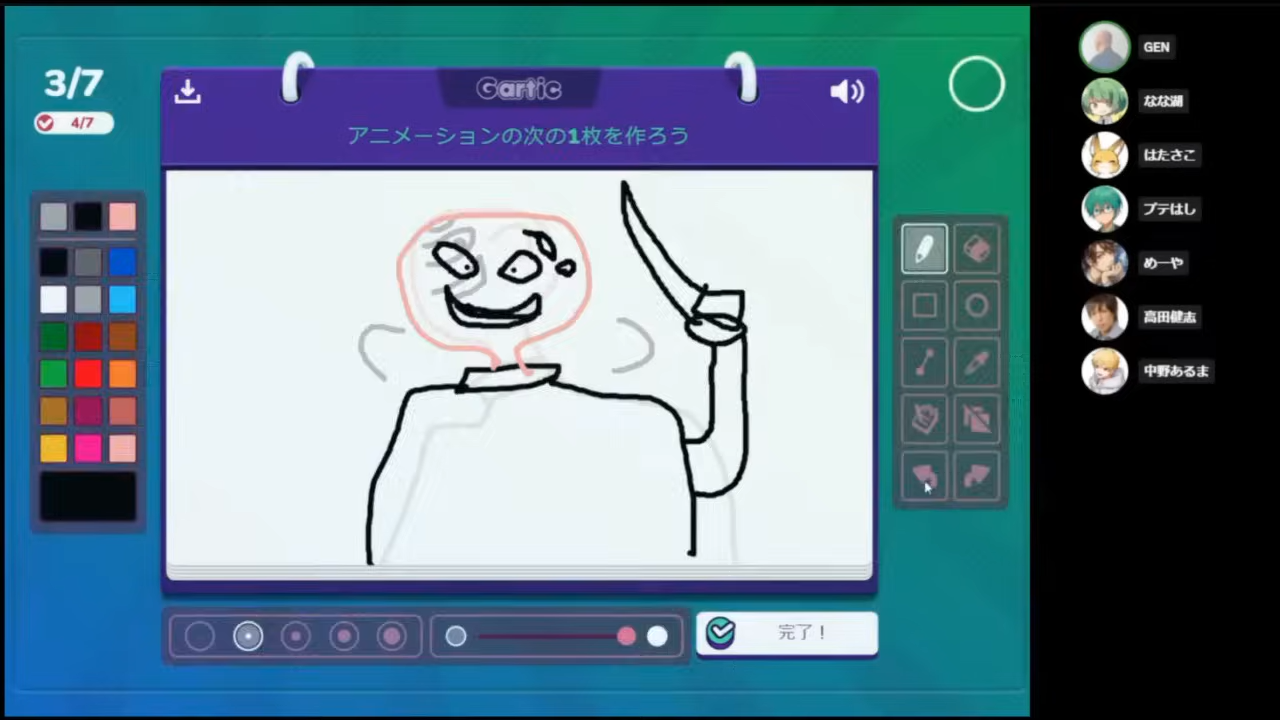 3/7
4/7
Gartic
アニメーションの次の1枚を作ろう
完了！
GEN
なな湖
はたさこ
プテはし
めーや
高田健志
中野あるま